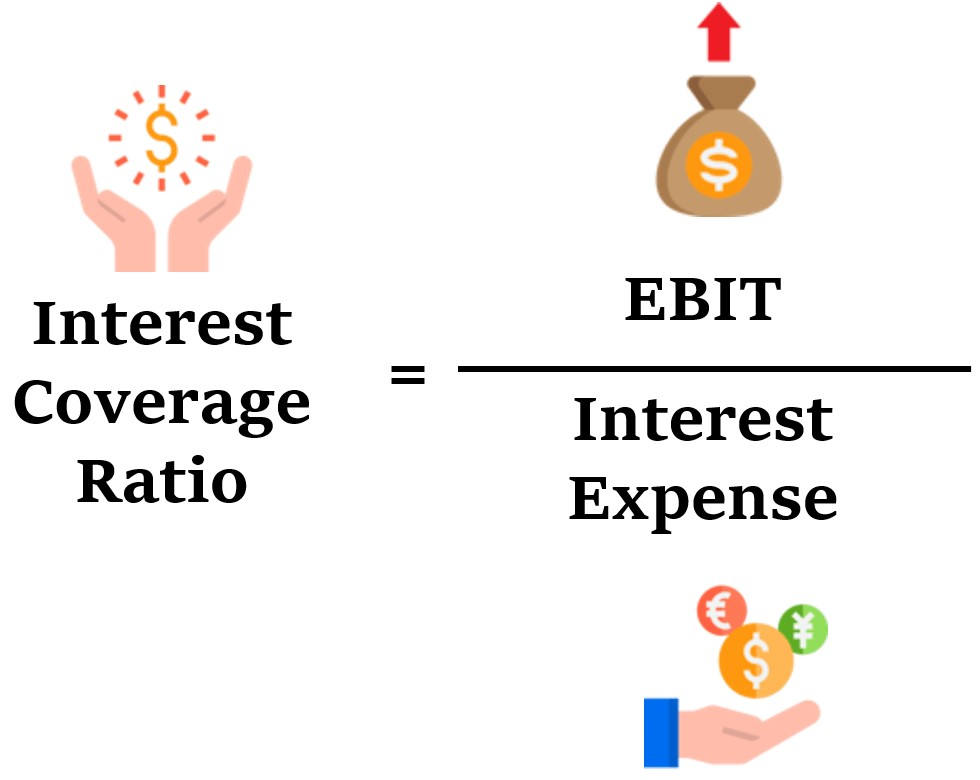 Interest
Coverage
Ratio
=
EBIT
Interest
Expense
$
$
€
$
¥